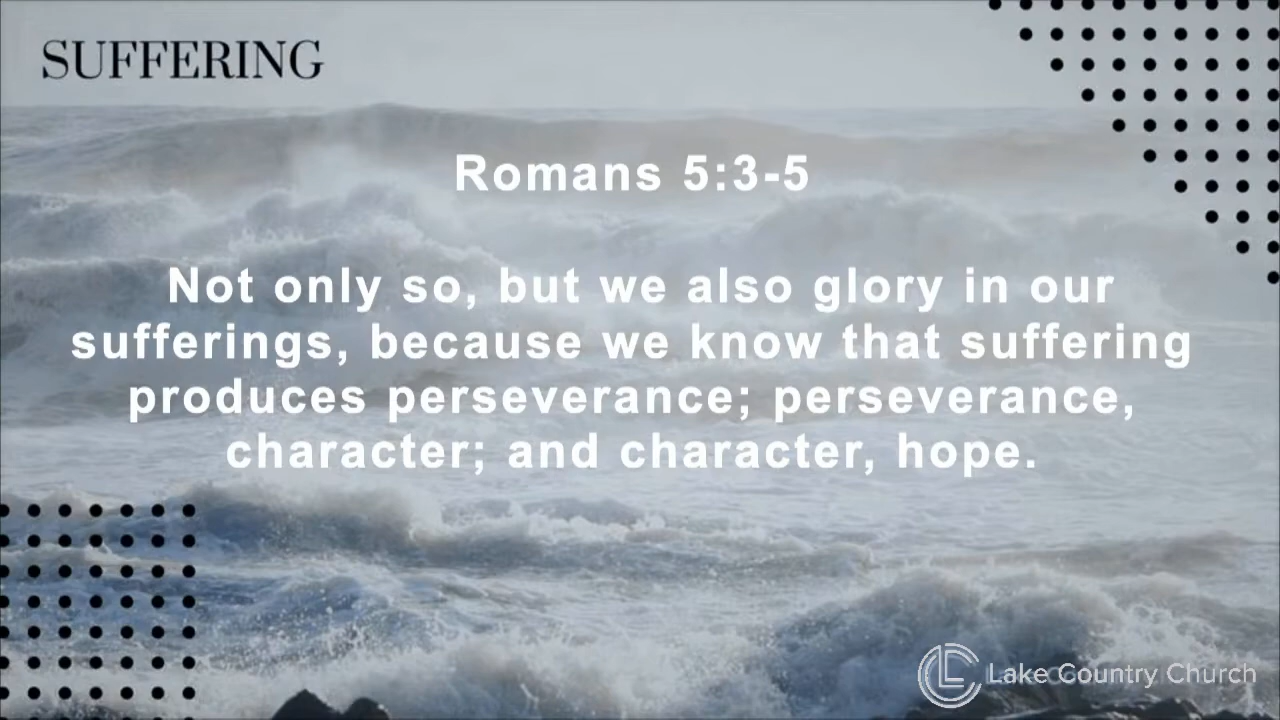 SUFFERING
Romans 5:3-5
Not only so, but we also glory in our
sufferings, because we know that suffering
produces perseverance; perseverance,
character; and character, hope.
Lake Country Church